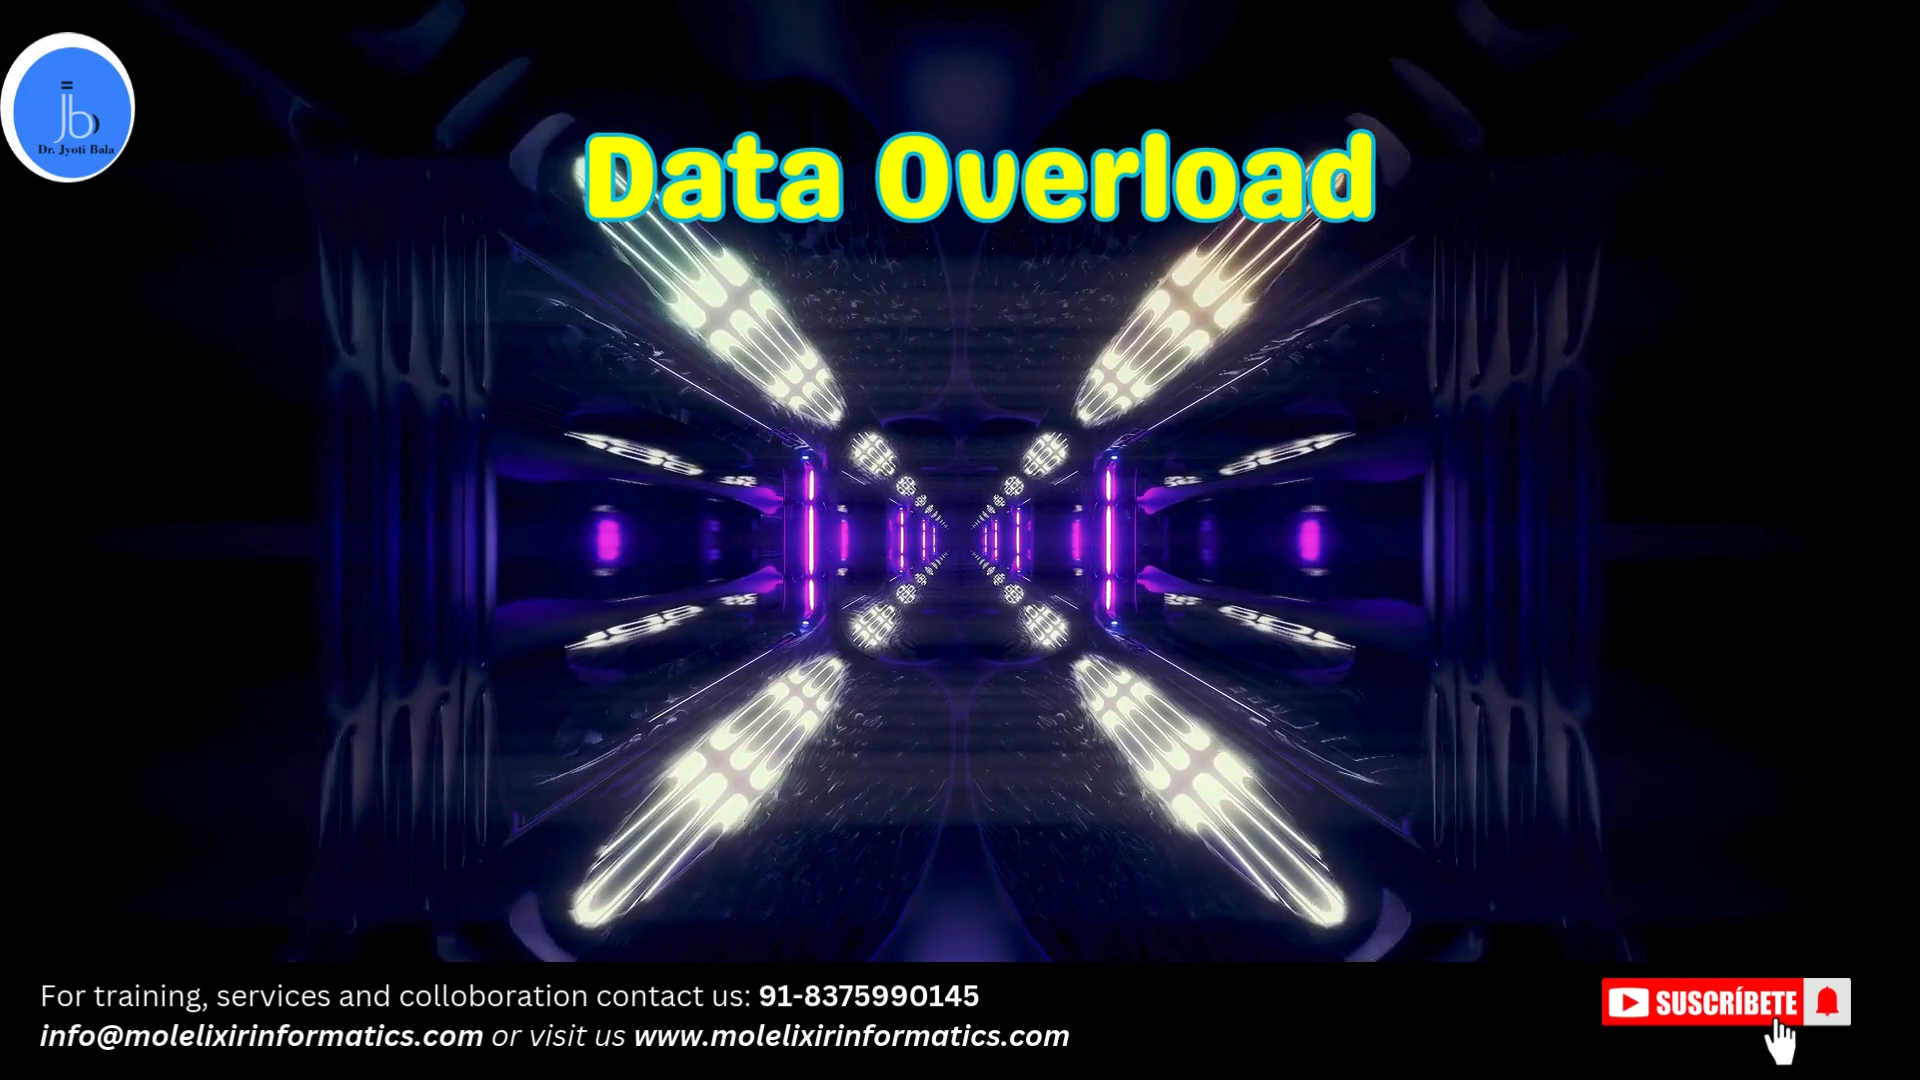 jb
Dr. Jyoti Bala
Data Overload
For training, services and colloboration contact us: 91-8375990145
info@molelixirinformatics.com or visit us www.molelixirinformatics.com
SUSCRÍBETE